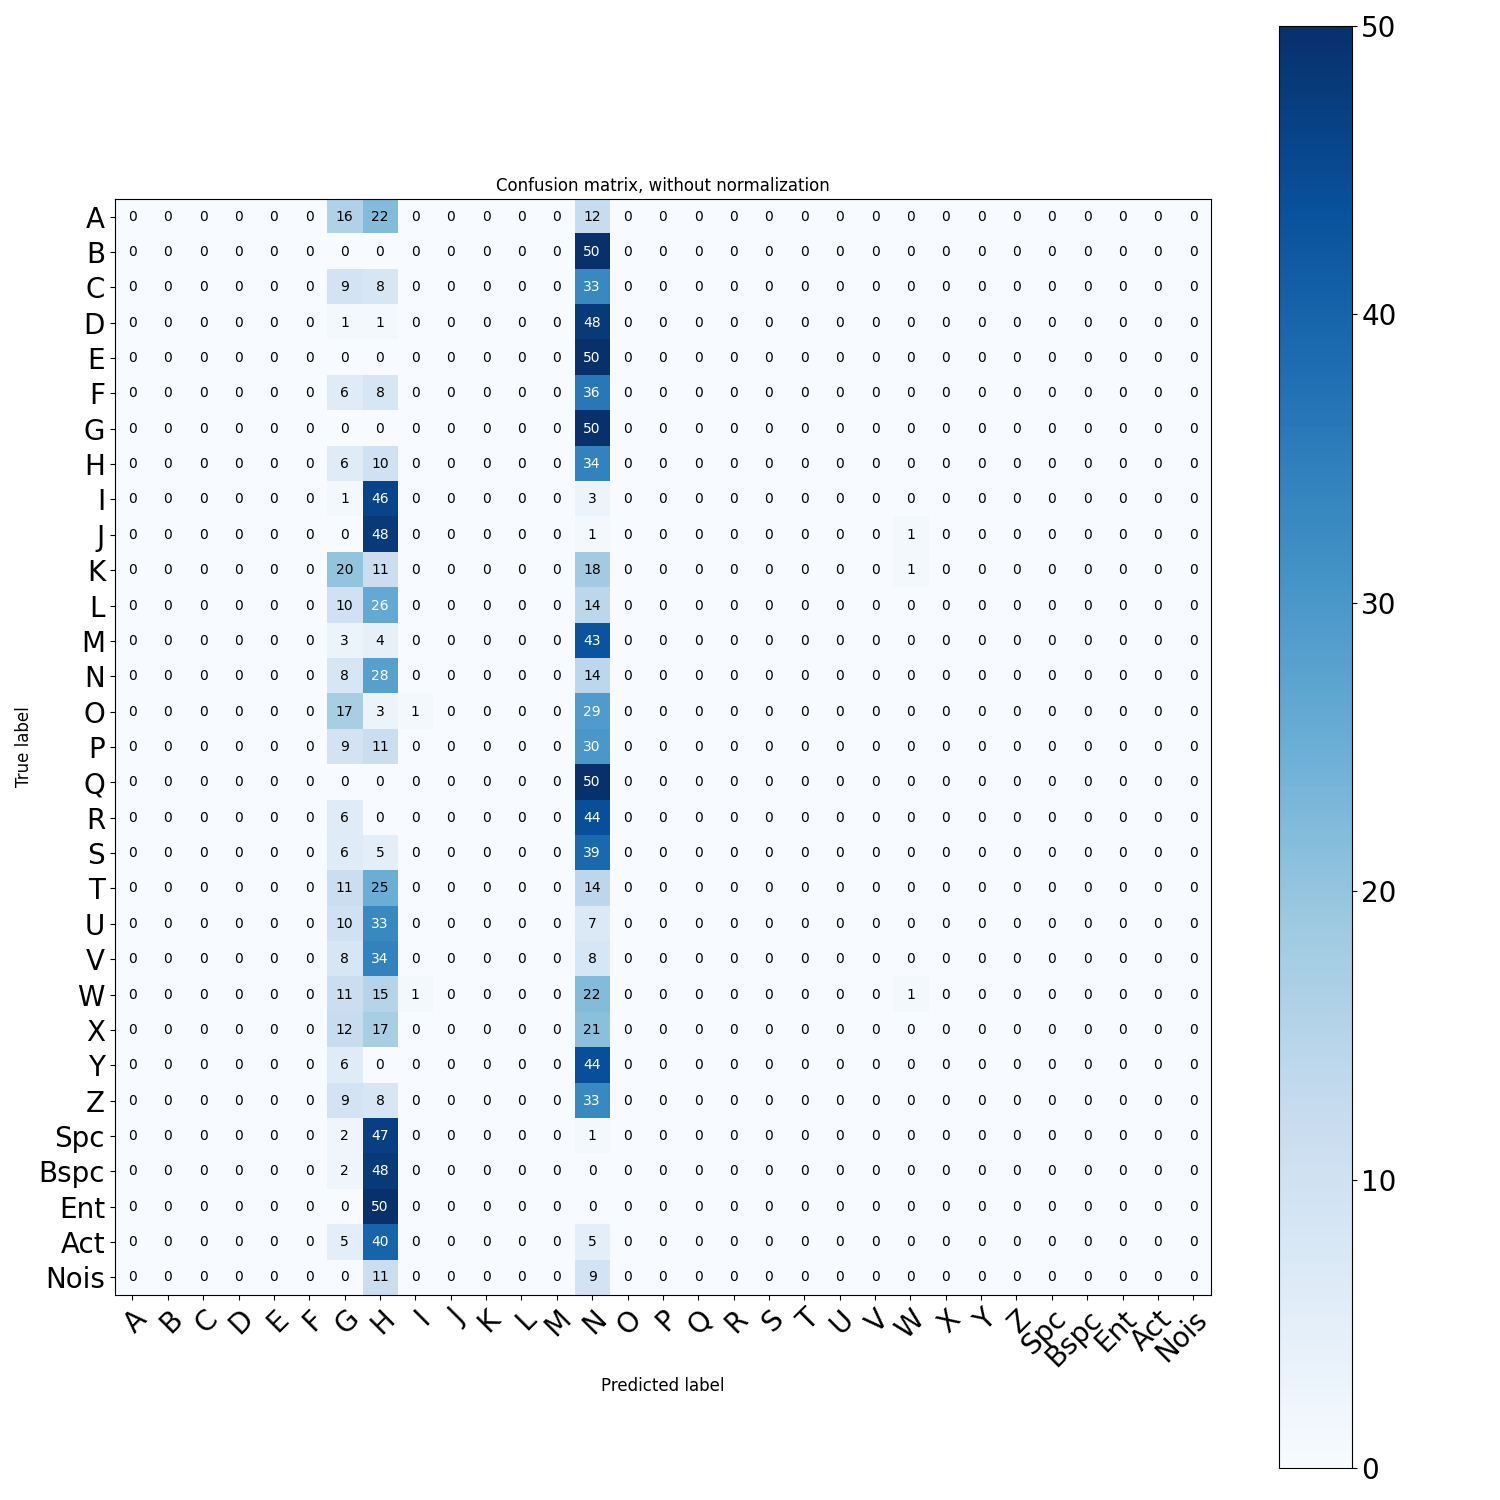 Confusion matrix, without normalization
True label
A 0 0 0 0 0 0 16 22 0 0 0 0 0 12 0 0 0 0 0 0 0 0 0 0 0 0 0 0 0 0 0
B 0 0 0 0 0 0 0 0 0 0 0 0 0 50 0 0 0 0 0 0 0 0 0 0 0 0 0 0 0 0 0
C 0 0 0 0 0 0 9 8 0 0 0 0 0 33 0 0 0 0 0 0 0 0 0 0 0 0 0 0 0 0 0
D 0 0 0 0 0 0 1 1 0 0 0 0 0 48 0 0 0 0 0 0 0 0 0 0 0 0 0 0 0 0 0
E 0 0 0 0 0 0 0 0 0 0 0 0 0 50 0 0 0 0 0 0 0 0 0 0 0 0 0 0 0 0 0
F 0 0 0 0 0 0 6 8 0 0 0 0 0 36 0 0 0 0 0 0 0 0 0 0 0 0 0 0 0 0 0
G 0 0 0 0 0 0 0 0 0 0 0 0 0 50 0 0 0 0 0 0 0 0 0 0 0 0 0 0 0 0 0
H 0 0 0 0 0 0 6 10 0 0 0 0 0 34 0 0 0 0 0 0 0 0 0 0 0 0 0 0 0 0 0
I 0 0 0 0 0 0 1 46 0 0 0 0 0 3 0 0 0 0 0 0 0 0 0 0 0 0 0 0 0 0 0
J 0 0 0 0 0 0 0 48 0 0 0 0 0 1 0 0 0 0 0 0 0 0 1 0 0 0 0 0 0 0 0
K 0 0 0 0 0 0 20 11 0 0 0 0 0 18 0 0 0 0 0 0 0 0 1 0 0 0 0 0 0 0 0
L 0 0 0 0 0 0 10 26 0 0 0 0 0 14 0 0 0 0 0 0 0 0 0 0 0 0 0 0 0 0 0
M 0 0 0 0 0 0 3 4 0 0 0 0 0 43 0 0 0 0 0 0 0 0 0 0 0 0 0 0 0 0 0
N 0 0 0 0 0 0 8 28 0 0 0 0 0 14 0 0 0 0 0 0 0 0 0 0 0 0 0 0 0 0 0
O 0 0 0 0 0 0 17 3 1 0 0 0 0 29 0 0 0 0 0 0 0 0 0 0 0 0 0 0 0 0 0
P 0 0 0 0 0 0 9 11 0 0 0 0 0 30 0 0 0 0 0 0 0 0 0 0 0 0 0 0 0 0 0
Q 0 0 0 0 0 0 0 0 0 0 0 0 0 50 0 0 0 0 0 0 0 0 0 0 0 0 0 0 0 0 0
R 0 0 0 0 0 0 6 0 0 0 0 0 0 44 0 0 0 0 0 0 0 0 0 0 0 0 0 0 0 0 0
S 0 0 0 0 0 0 6 5 0 0 0 0 0 39 0 0 0 0 0 0 0 0 0 0 0 0 0 0 0 0 0
T 0 0 0 0 0 0 11 25 0 0 0 0 0 14 0 0 0 0 0 0 0 0 0 0 0 0 0 0 0 0 0
U 0 0 0 0 0 0 10 33 0 0 0 0 0 7 0 0 0 0 0 0 0 0 0 0 0 0 0 0 0 0 0
V 0 0 0 0 0 0 8 34 0 0 0 0 0 8 0 0 0 0 0 0 0 0 0 0 0 0 0 0 0 0 0
W 0 0 0 0 0 0 11 15 1 0 0 0 0 22 0 0 0 0 0 0 0 0 1 0 0 0 0 0 0 0 0
X 0 0 0 0 0 0 12 17 0 0 0 0 0 21 0 0 0 0 0 0 0 0 0 0 0 0 0 0 0 0 0
Y 0 0 0 0 0 0 6 0 0 0 0 0 0 44 0 0 0 0 0 0 0 0 0 0 0 0 0 0 0 0 0
Z 0 0 0 0 0 0 9 8 0 0 0 0 0 33 0 0 0 0 0 0 0 0 0 0 0 0 0 0 0 0 0
Spc 0 0 0 0 0 0 2 47 0 0 0 0 0 1 0 0 0 0 0 0 0 0 0 0 0 0 0 0 0 0 0
Bspc 0 0 0 0 0 0 2 48 0 0 0 0 0 0 0 0 0 0 0 0 0 0 0 0 0 0 0 0 0 0 0
Ent 0 0 0 0 0 0 0 50 0 0 0 0 0 0 0 0 0 0 0 0 0 0 0 0 0 0 0 0 0 0 0
Act 0 0 0 0 0 0 5 40 0 0 0 0 0 5 0 0 0 0 0 0 0 0 0 0 0 0 0 0 0 0 0
Nois 0 0 0 0 0 0 0 11 0 0 0 0 0 9 0 0 0 0 0 0 0 0 0 0 0 0 0 0 0 0 0
A B C D E F G H I J K L M N O P Q R S T U V W X Y Z Spc Bspc Ent Act Nois
Predicted label
50
40
30
20
10
0